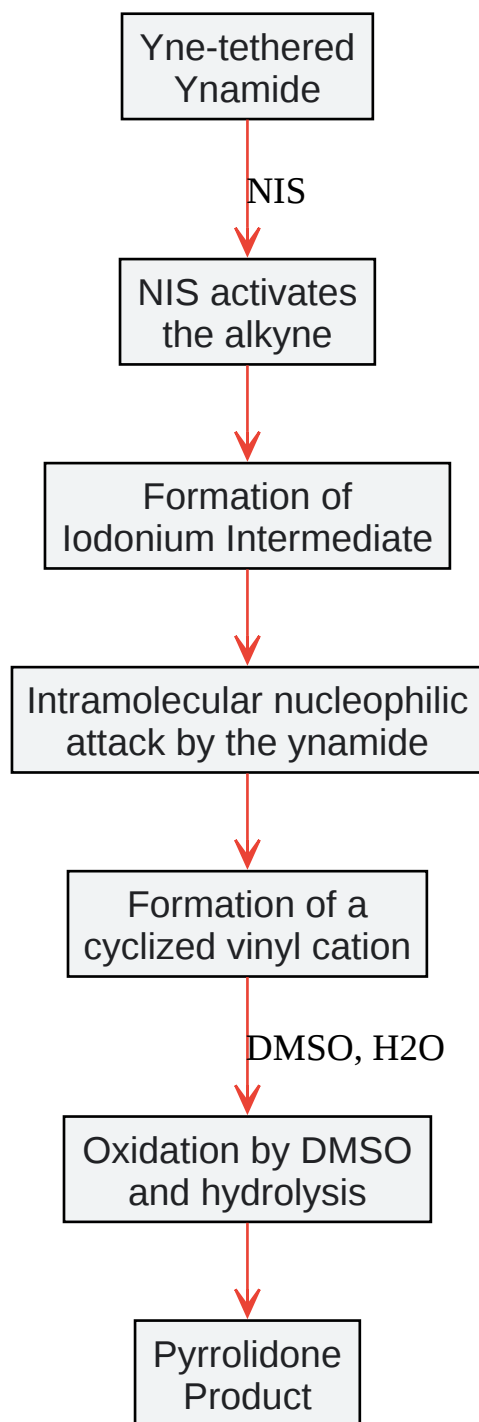 Yne-tethered
Ynamide
NIS
NIS activates
the alkyne
Formation of
Iodonium Intermediate
Intramolecular nucleophilic
attack by the ynamide
Formation of a
cyclized vinyl cation
DMSO, H2O
Oxidation by DMSO
and hydrolysis
Pyrrolidone
Product